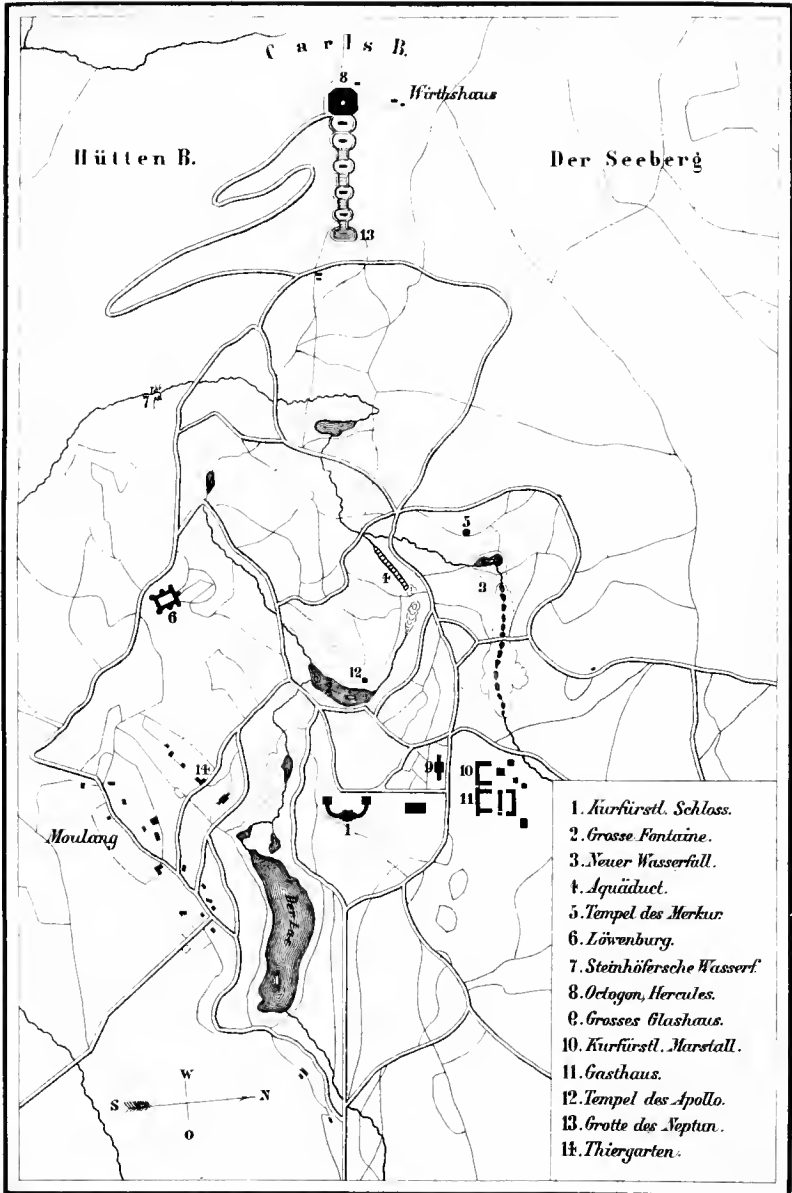 Carls B.
8
Wirthshaus
Hütten B.
Der Seeberg
13
7
5
4
3
6
12
2
14
9
10
11
1
Moulang
W
S
N
O
1. Kurfürstl. Schloss.
2. Grosse Fontaine.
3. Neuer Wasserfall.
4. Aquäduct.
5. Tempel des Merkur.
6. Löwenburg.
7. Steinhöfersche Wasserf.
8. Octogon, Hercules.
9. Grosses Glashaus.
10. Kurfürstl. Marstall.
11. Gasthaus.
12. Tempel des Apollo.
13. Grotte des Neptun.
14. Thiergarten.